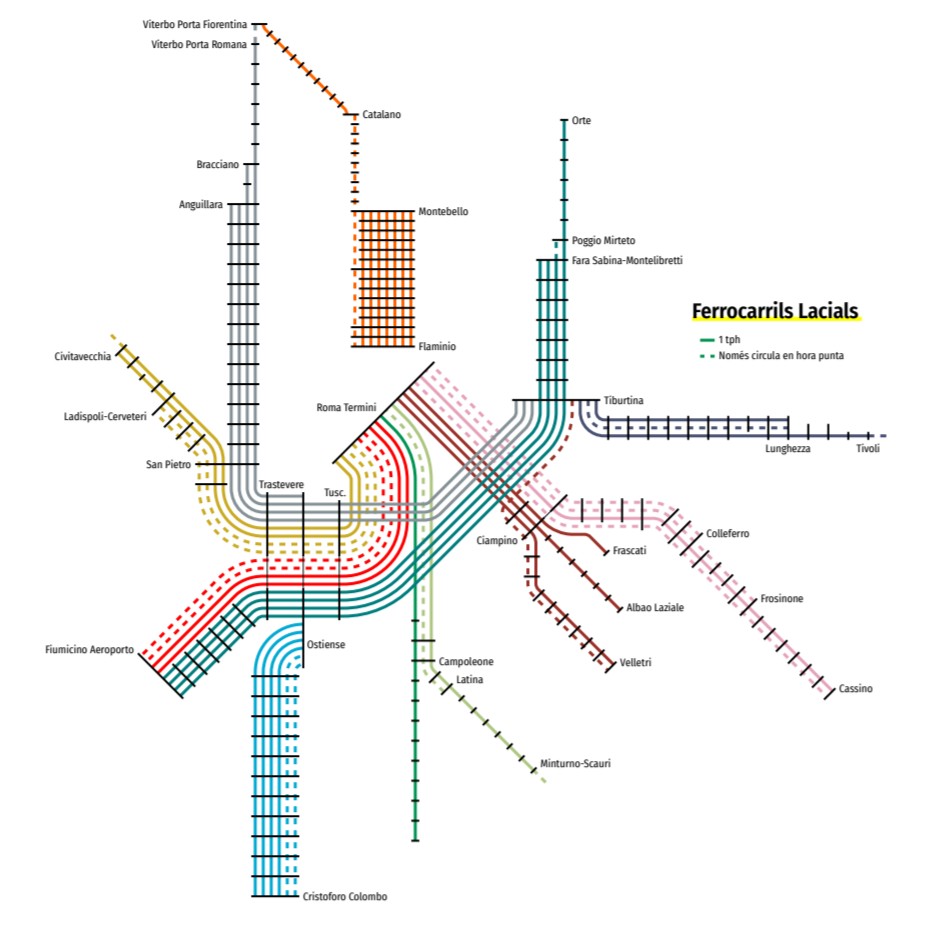 Viterbo Porta Fiorentina
Viterbo Porta Romana
Catalano
Orte
Bracciano
Anguillara
Montebello
Poggio Mirteto
Fara Sabina-Montelibretti
Ferrocarrils Lacials
1 tph
Només circula en hora punta
Flaminio
Civitavecchia
Ladispoli-Cerveteri
Roma Termini
Tiburtina
Lunghezza
Tivoli
San Pietro
Trastevere
Tusc.
Ciampino
Frascati
Colleferro
Frosinone
Albao Laziale
Fiumicino Aeroporto
Ostiense
Campoleone
Velletri
Latina
Cassino
Minturno-Scauri
Cristoforo Colombo